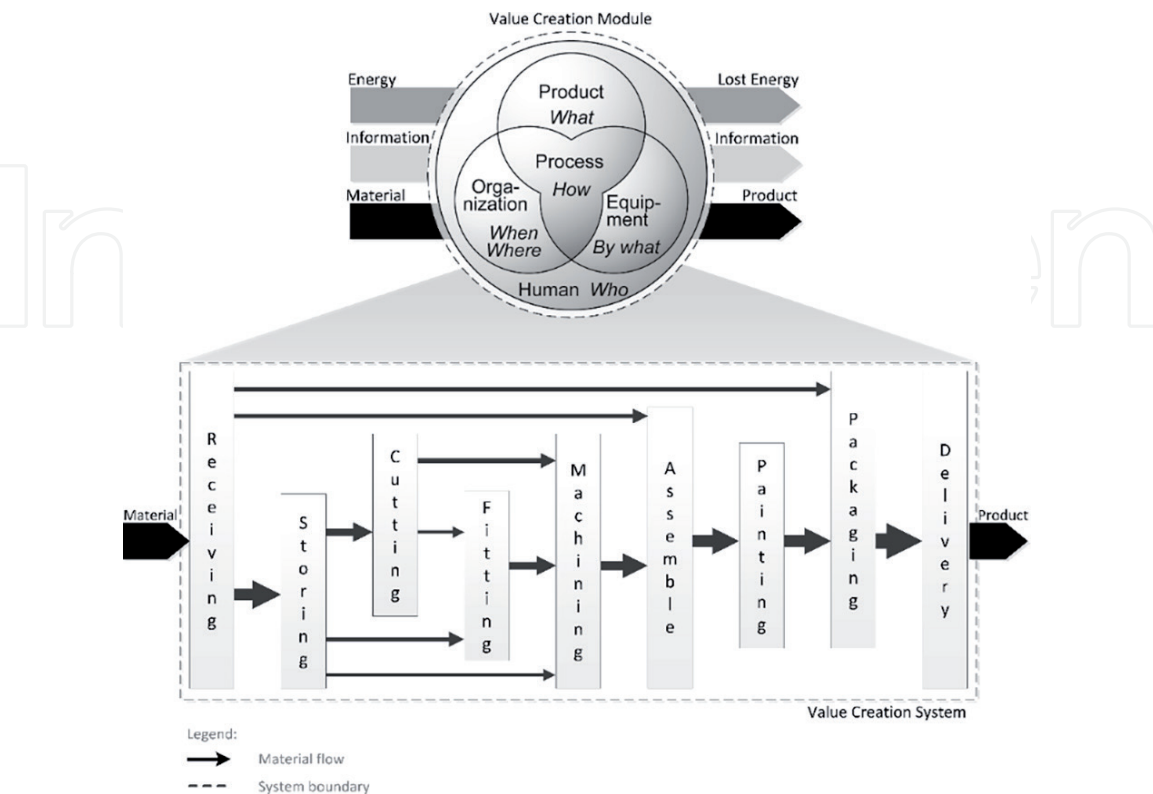 Value Creation Module
Energy
Lost Energy
Information
Information
Material
Product
Product
What
Process
How
Orga-
nization
When
Where
Equip-
ment
By what
Human Who
Material
Receiving
Storing
Cutting
Fitting
Machining
Assemble
Painting
Packaging
Delivery
Product
Value Creation System
Legend:
Material flow
System boundary